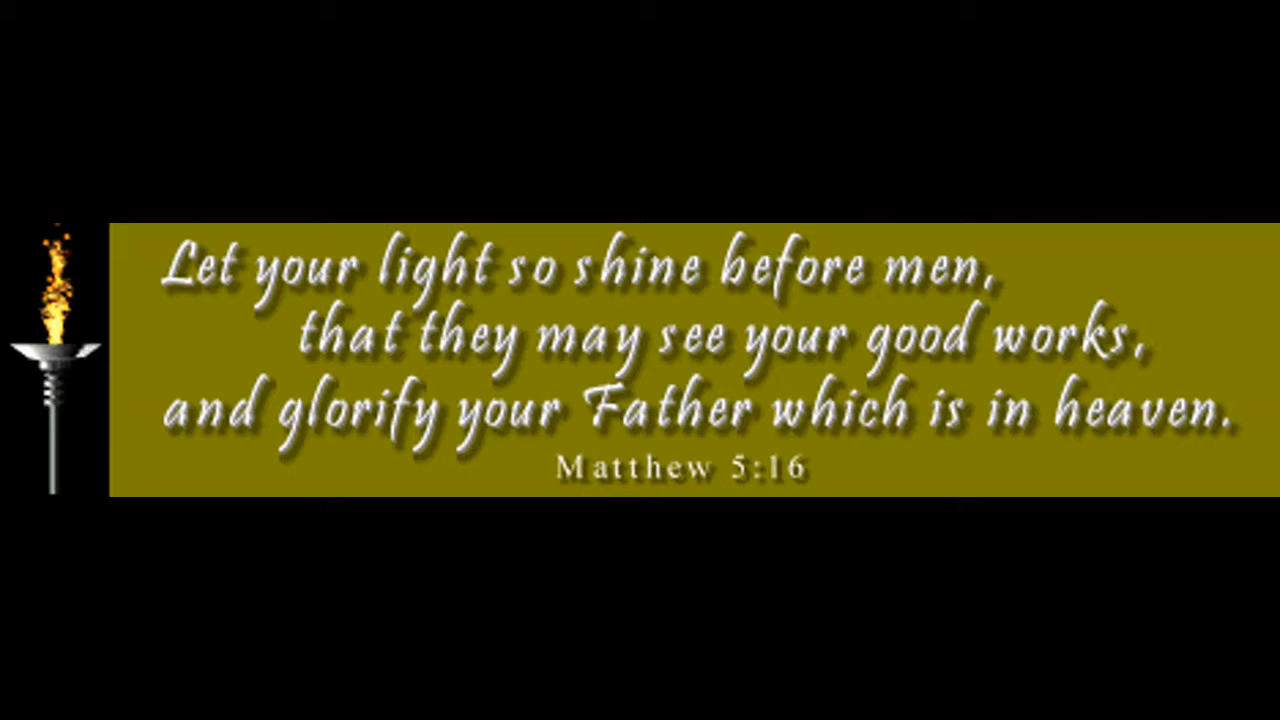 Let your light so shine before men,
that they may see your good works,
and glorify your Father which is in heaven.
Matthew 5:16